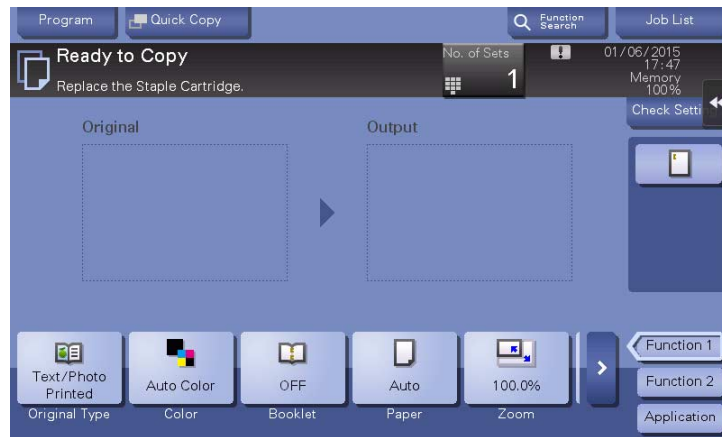 Program
Quick Copy
Function
Search
Job List
Ready to Copy
Replace the Staple Cartridge.
No. of Sets
1
01/06/2015
17:47
Memory
100%
Check Setti
Original
Output
Text/Photo
Printed
Original Type
Auto Color
Color
OFF
Booklet
Auto
Paper
100.0%
Zoom
Function 1
Function 2
Application